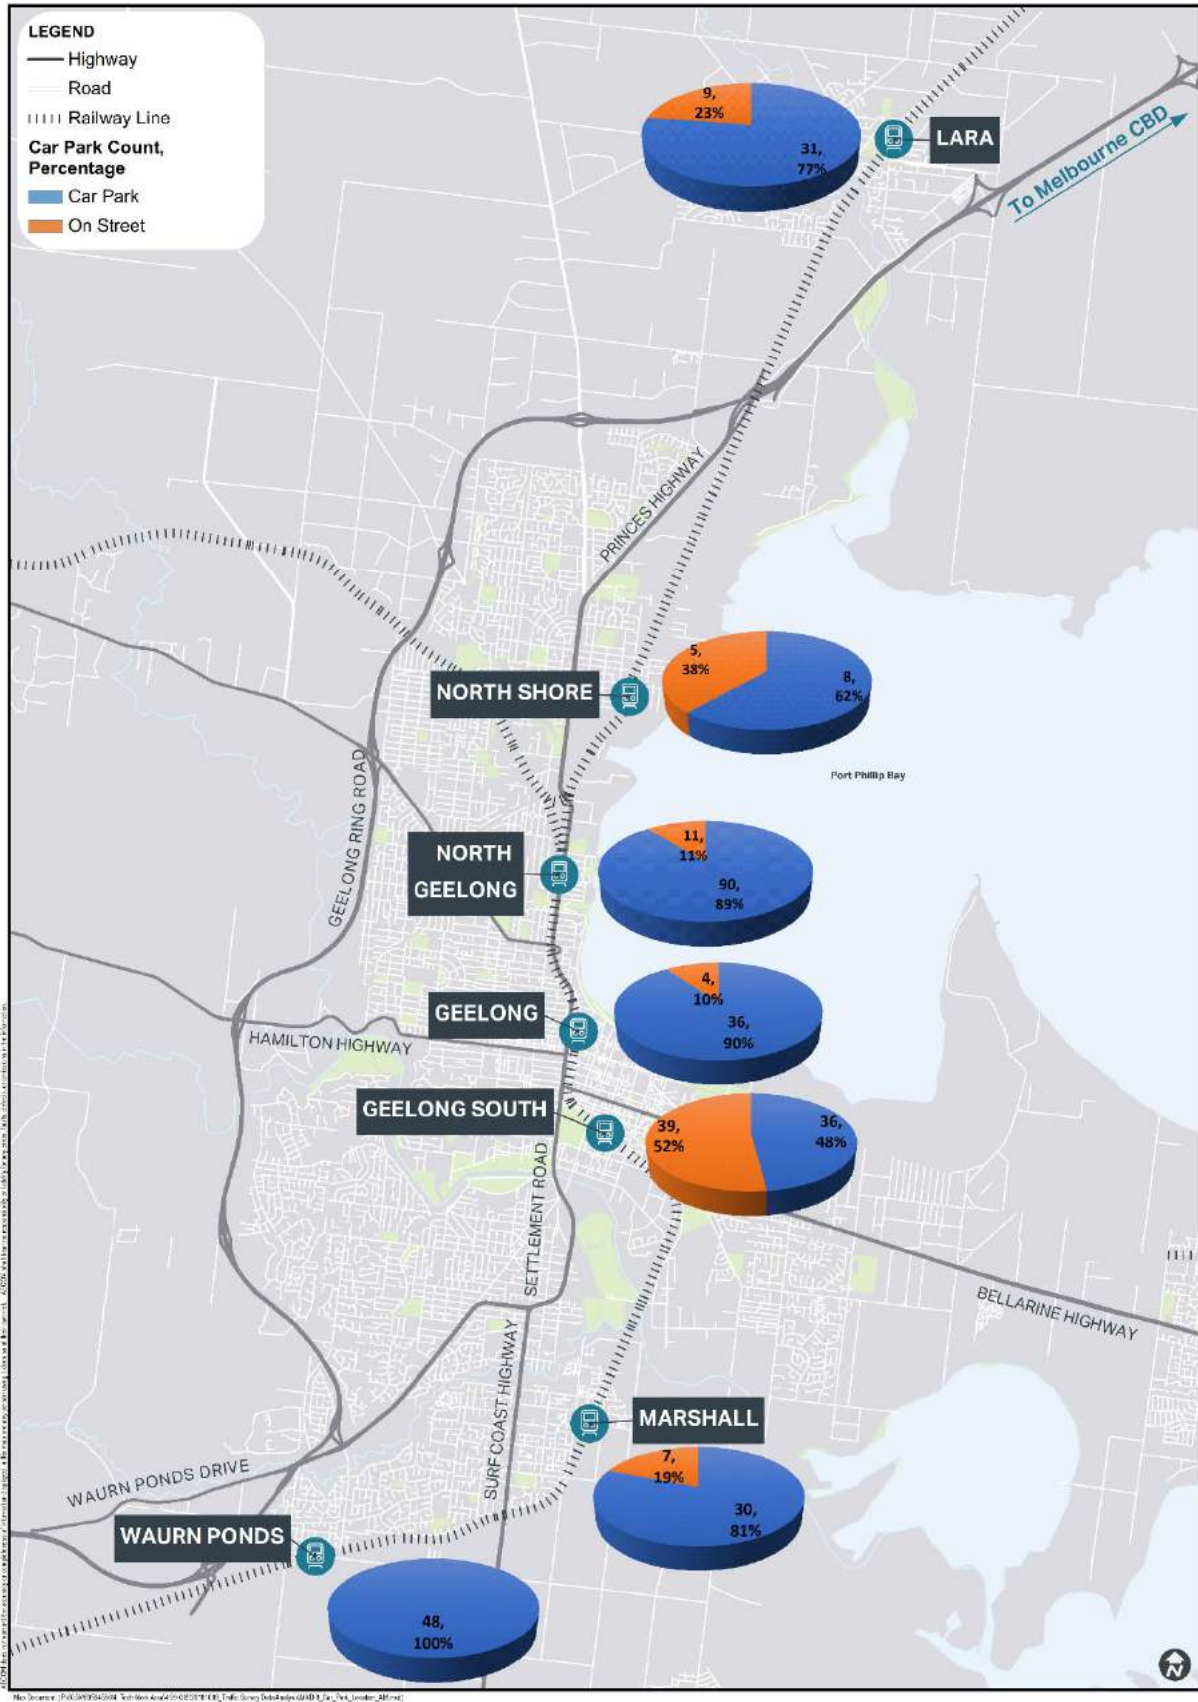 LEGEND
Highway
Road
Railway Line
Car Park Count,
Percentage
Car Park
On Street
9,
23%
31,
77%
LARA
To Melbourne CBD
PRINCES HIGHWAY
5,
38%
8,
62%
NORTH SHORE
Port Phillip Bay
GEELONG RING ROAD
11,
11%
90,
89%
NORTH
GEELONG
4,
10%
36,
90%
GEELONG
HAMILTON HIGHWAY
GEELONG SOUTH
39,
52%
36,
48%
SETTLEMENT ROAD
BELLARINE HIGHWAY
SURF COAST HIGHWAY
MARSHALL
7,
19%
30,
81%
WAURN PONDS DRIVE
WAURN PONDS
48,
100%
N